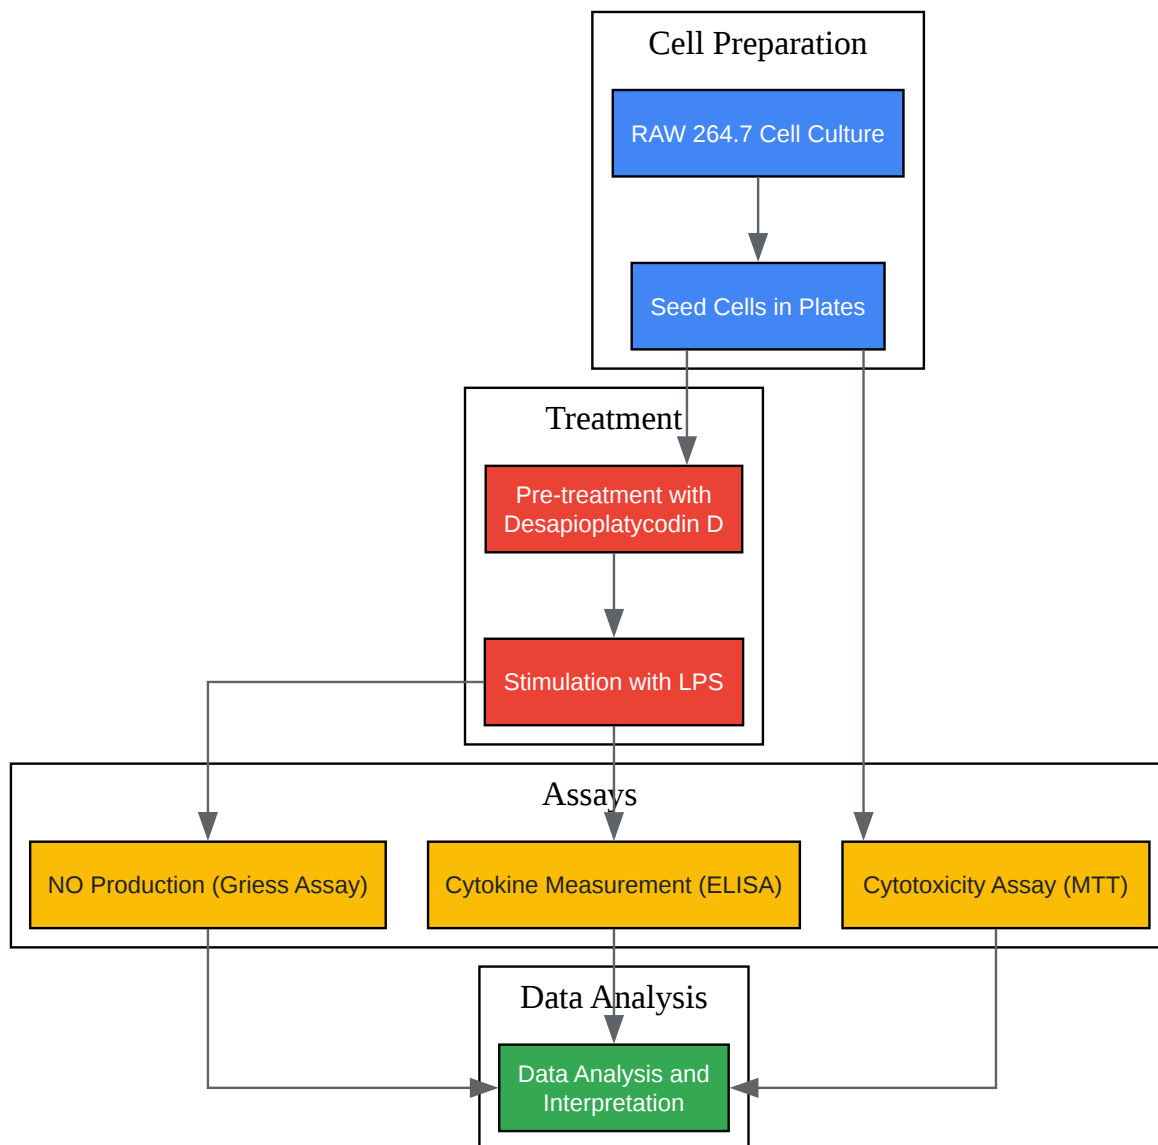 Cell Preparation
RAW 264.7 Cell Culture
Seed Cells in Plates
Treatment
Pre-treatment with
Desapioplatycodin D
Stimulation with LPS
Assays
NO Production (Griess Assay)
Cytokine Measurement (ELISA)
Cytotoxicity Assay (MTT)
Data Analysis
Data Analysis and
Interpretation